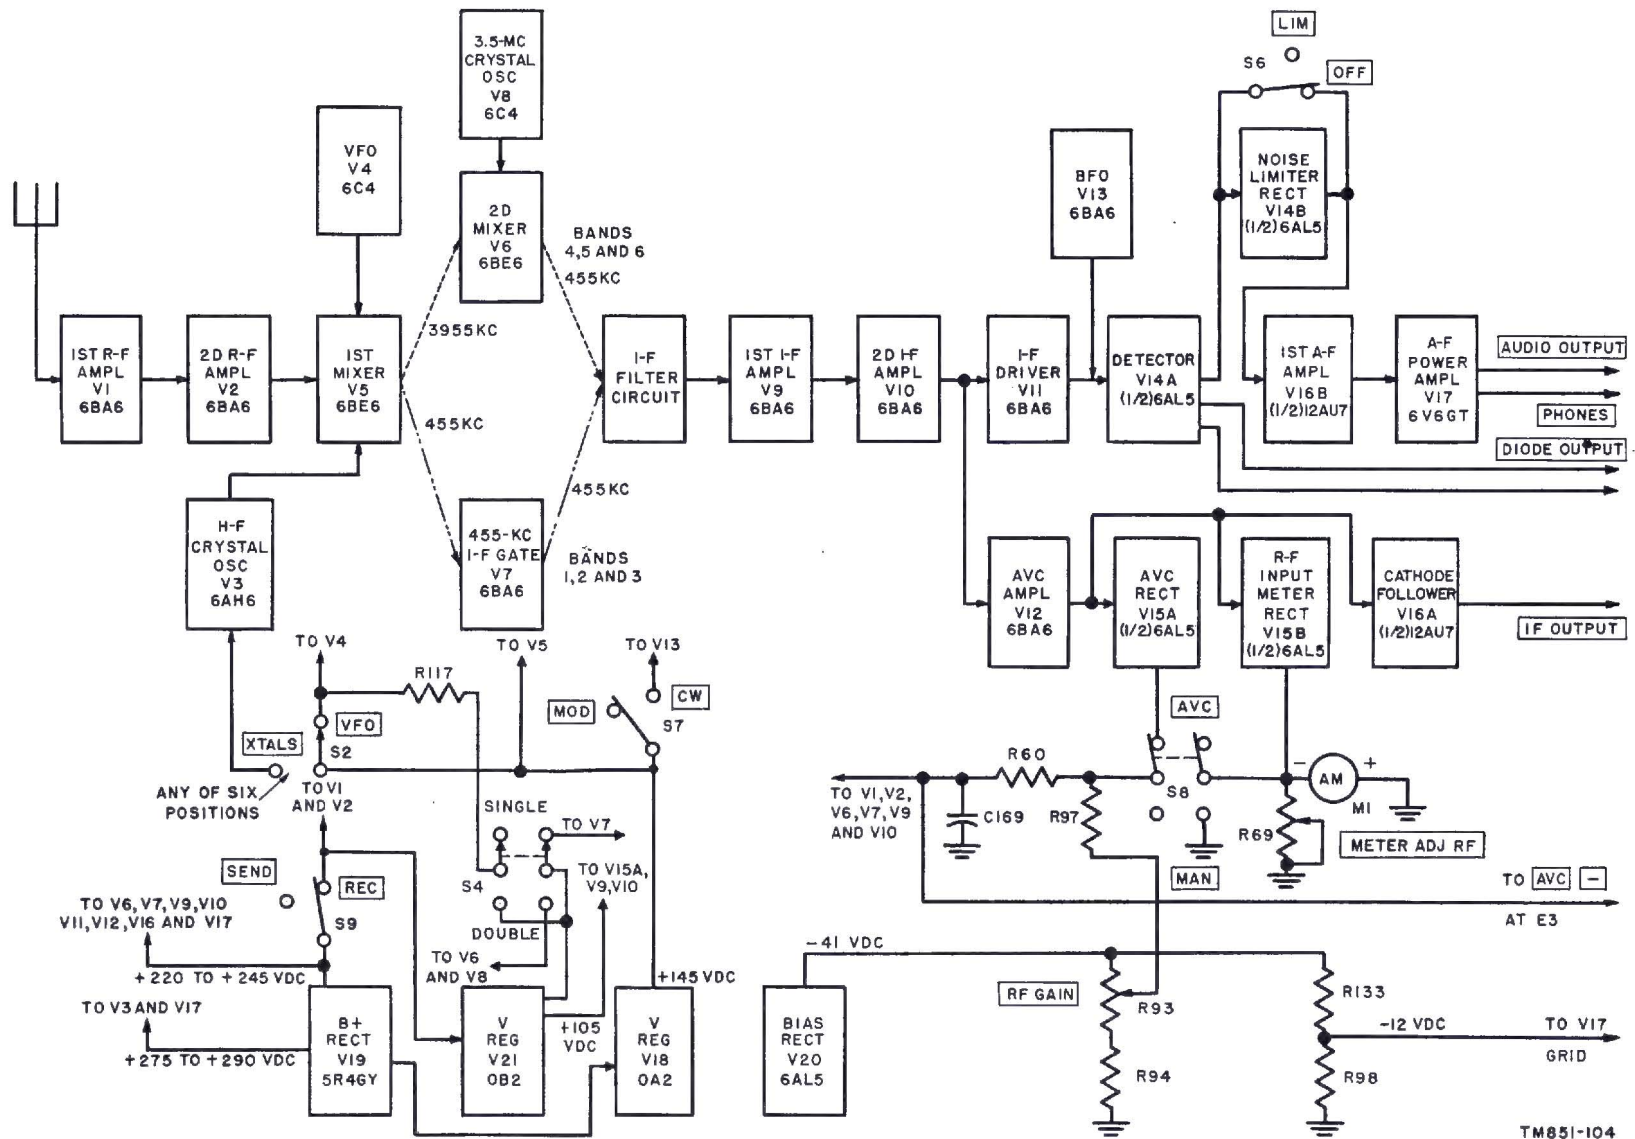 3.5-MC
CRYSTAL
OSC
V8
6C4
LIM
S6
OFF
VFO
V4
6C4
2D
MIXER
V6
6BE6
BANDS
4,5 AND 6
455KC
BFO
V13
6BA6
NOISE
LIMITER
RECT
V14B
(1/2)6AL5
1ST R-F
AMPL
V1
6BA6
2D R-F
AMPL
V2
6BA6
1ST
MIXER
V5
6BE6
3955KC
455KC
I-F
FILTER
CIRCUIT
1ST I-F
AMPL
V9
6BA6
2D I-F
AMPL
V10
6BA6
I-F
DRIVER
V11
6BA6
DETECTOR
V14A
(1/2)6AL5
1ST A-F
AMPL
V16B
(1/2)12AU7
A-F
POWER
AMPL
V17
6V6GT
AUDIO OUTPUT
PHONES
DIODE OUTPUT
H-F
CRYSTAL
OSC
V3
6AH6
455-KC
I-F GATE
V7
6BA6
455KC
BANDS
1,2 AND 3
AVC
AMPL
V12
6BA6
AVC
RECT
V15A
(1/2)6AL5
R-F
INPUT
METER
RECT
V15B
(1/2)6AL5
CATHODE
FOLLOWER
V16A
(1/2)12AU7
IF OUTPUT
TO V4
R117
TO V5
TO V13
MOD
CW
S7
VFO
S2
XTALS
ANY OF SIX
POSITIONS
TO V1
AND V2
SINGLE
TO V7
S4
DOUBLE
TO V15A,
V9,V10
TO V6
AND V8
SEND
REC
S9
TO V6,V7,V9,V10
V11,V12,V16 AND V17
+220 TO +245 VDC
TO V3 AND V17
+275 TO +290 VDC
B+
RECT
V19
5R4GY
V
REG
V21
OB2
+105
VDC
+145 VDC
V
REG
V18
OA2
AVC
S8
MAN
R60
R97
C169
TO V1,V2,
V6,V7,V9
AND V10
-
AM
+
M1
R69
METER ADJ RF
TO AVC -
AT E3
-41 VDC
BIAS
RECT
V20
6AL5
RF GAIN
R93
R94
R133
R98
-12 VDC
TO V17
GRID
TM851-104